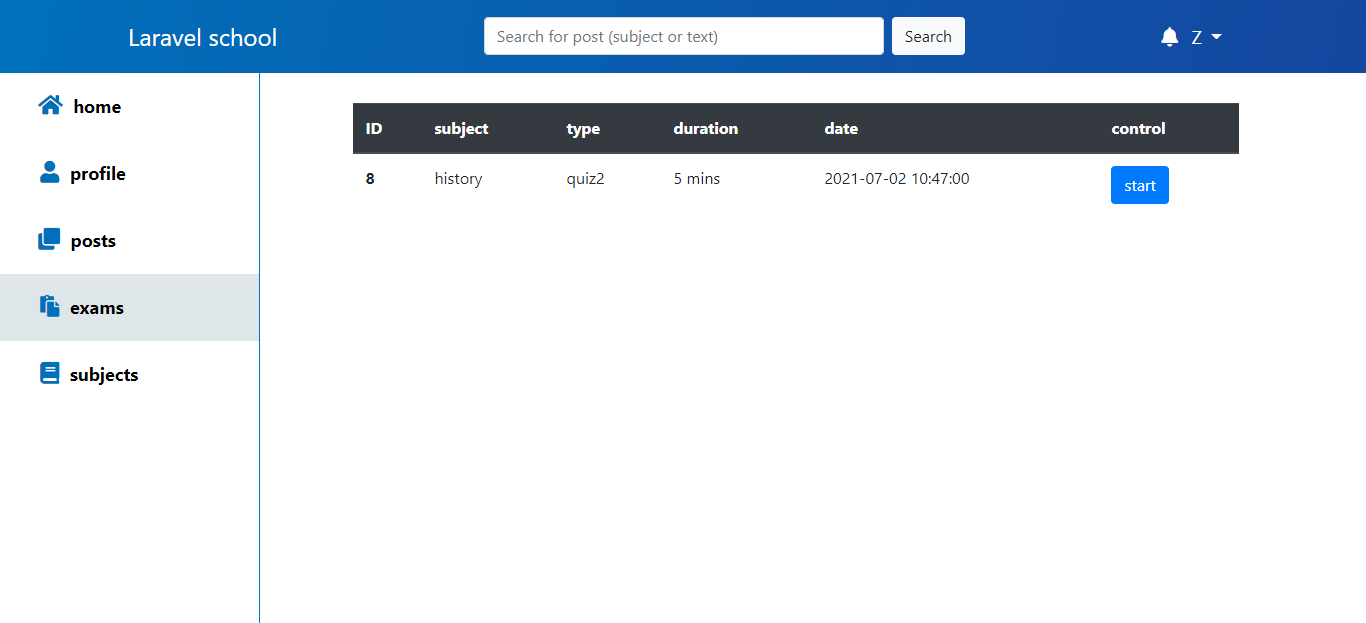 Laravel school
Search for post (subject or text)
Search
Z
home
profile
posts
exams
subjects
ID subject type duration date control
8 history quiz2 5 mins 2021-07-02 10:47:00 start